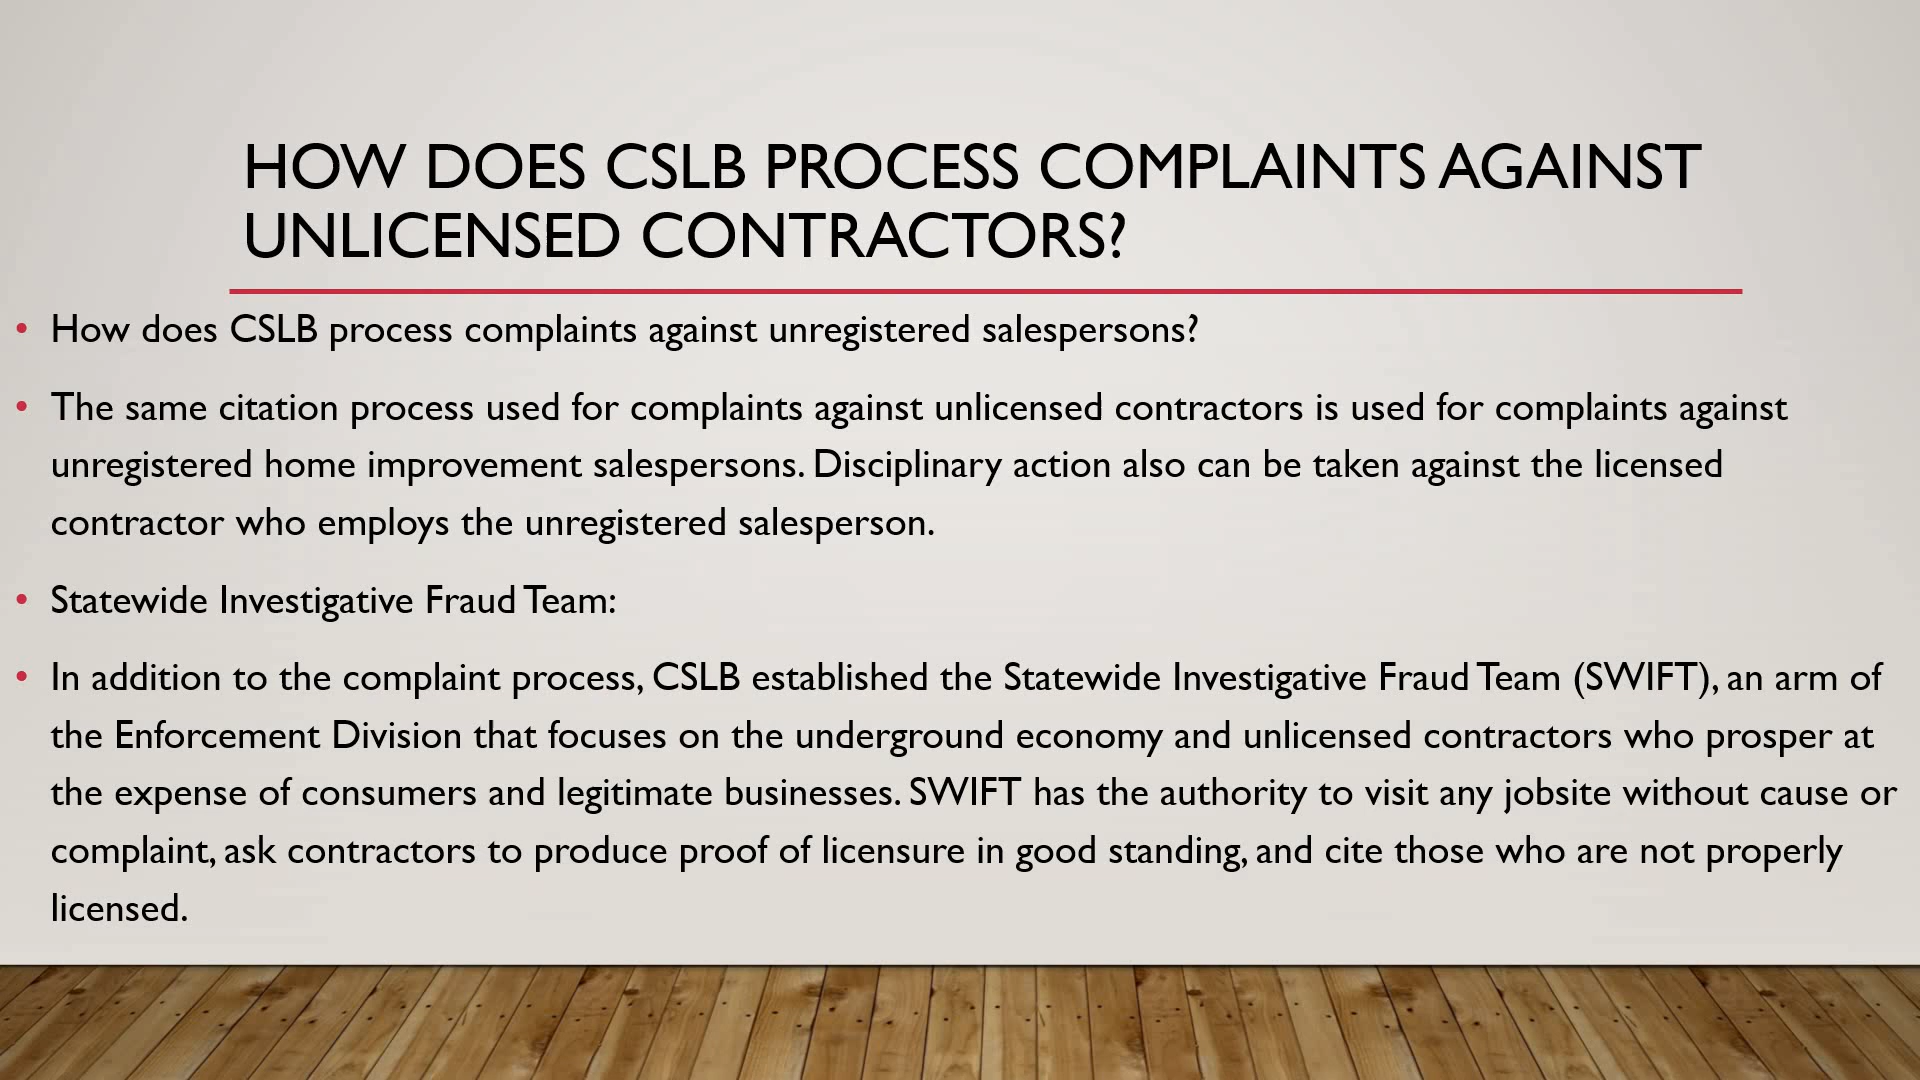 HOW DOES CSLB PROCESS COMPLAINTS AGAINST
UNLICENSED CONTRACTORS?
• How does CSLB process complaints against unregistered salespersons?
• The same citation process used for complaints against unlicensed contractors is used for complaints against
unregistered home improvement salespersons. Disciplinary action also can be taken against the licensed
contractor who employs the unregistered salesperson.
• Statewide Investigative Fraud Team:
• In addition to the complaint process, CSLB established the Statewide Investigative Fraud Team (SWIFT), an arm of
the Enforcement Division that focuses on the underground economy and unlicensed contractors who prosper at
the expense of consumers and legitimate businesses. SWIFT has the authority to visit any jobsite without cause or
complaint, ask contractors to produce proof of licensure in good standing, and cite those who are not properly
licensed.